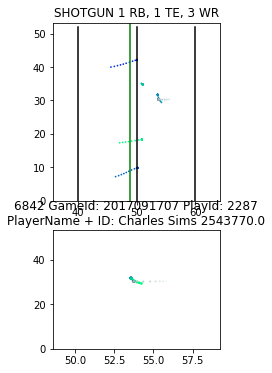 SHOTGUN 1 RB, 1 TE, 3 WR
50
40
30
20
10
0
40 50 60
6842 GameId: 2017091707 PlayId: 2287
PlayerName + ID: Charles Sims 2543770.0
40
20
0
50.0 52.5 55.0 57.5